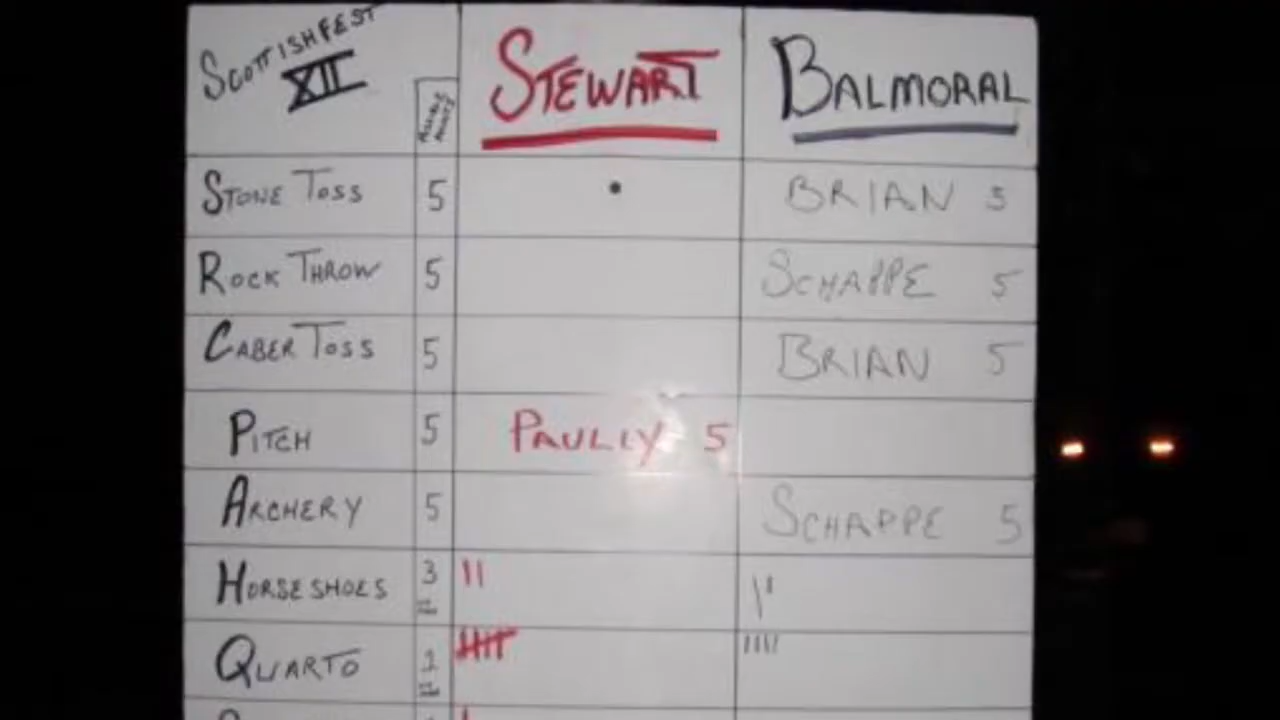 SCOTTISHFEST STEWART BALMORAL
XII
STONE TOSS 5 BRIAN 5
ROCK THROW 5 SCHAPPE 5
CABER TOSS 5 BRIAN 5
PITCH 5 PAULLY 5
ARCHERY 5 SCHAPPE 5
HORSESHOES 3
QUARTO